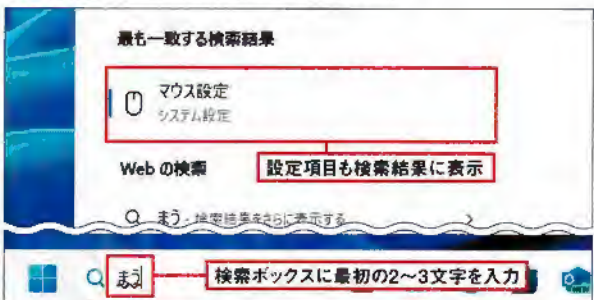 最も一致する検索結果
マウス設定
システム設定
Web の検索
設定項目も検索結果に表示
まう - 検索結果をさらに表示する
まう
検索ボックスに最初の2〜3文字を入力